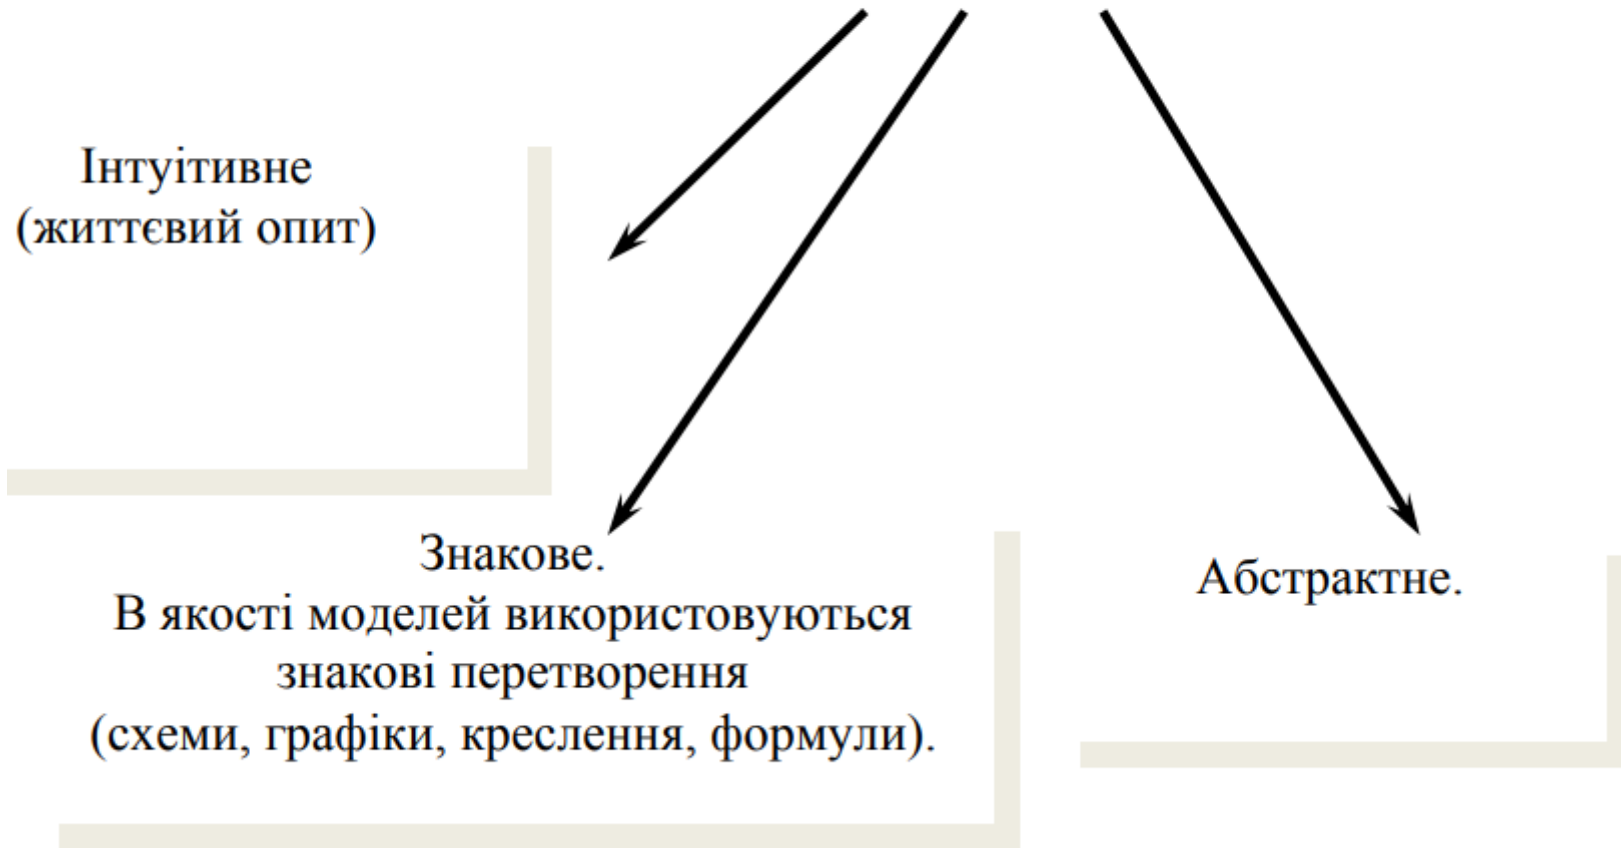 Інтуітивне
(життєвий опит)
Знакове.
В якості моделей використовуються
знакові перетворення
(схеми, графіки, креслення, формули).
Абстрактне.